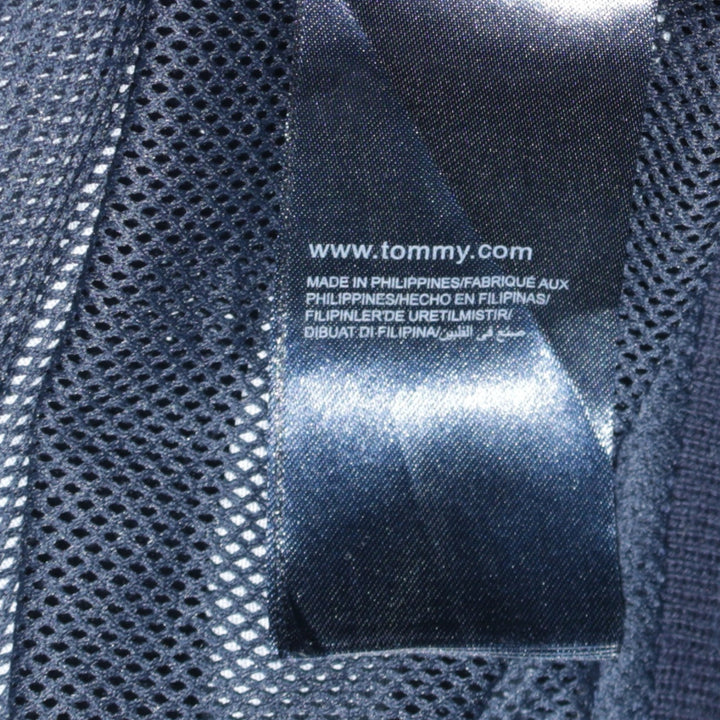 www.tommy.com
MADE IN PHILIPPINES/FABRIQUÉ AUX
PHILIPPINES/HECHO EN FILIPINAS/
FILIPINLER'DE URETILMISTIR/
DIBUAT DI FILIPINA/صنع في الفلبين